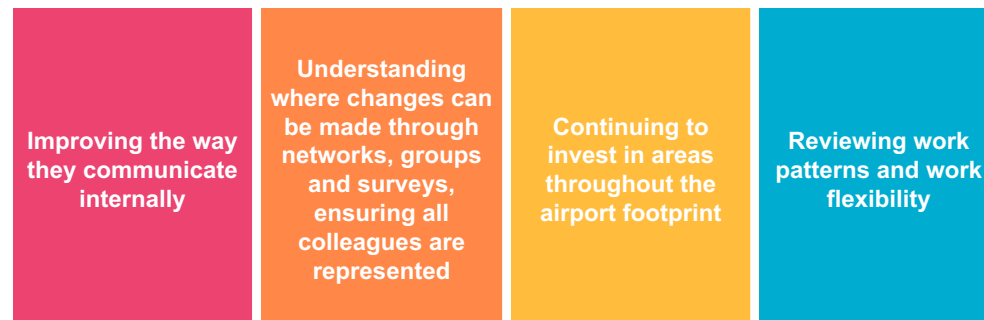 Improving the way
they communicate
internally
Understanding
where changes can
be made through
networks, groups
and surveys,
ensuring all
colleagues are
represented
Continuing to
invest in areas
throughout the
airport footprint
Reviewing work
patterns and work
flexibility